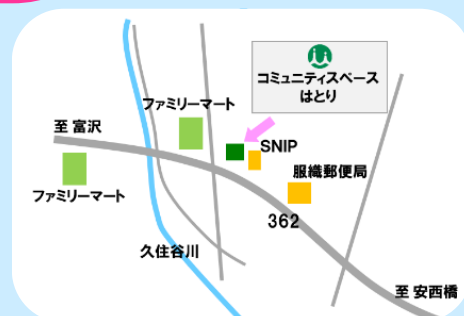 コミュニティスペース
はとり
ファミリーマート
至 富沢
SNIP
服織郵便局
ファミリーマート
362
久住谷川
至 安西橋